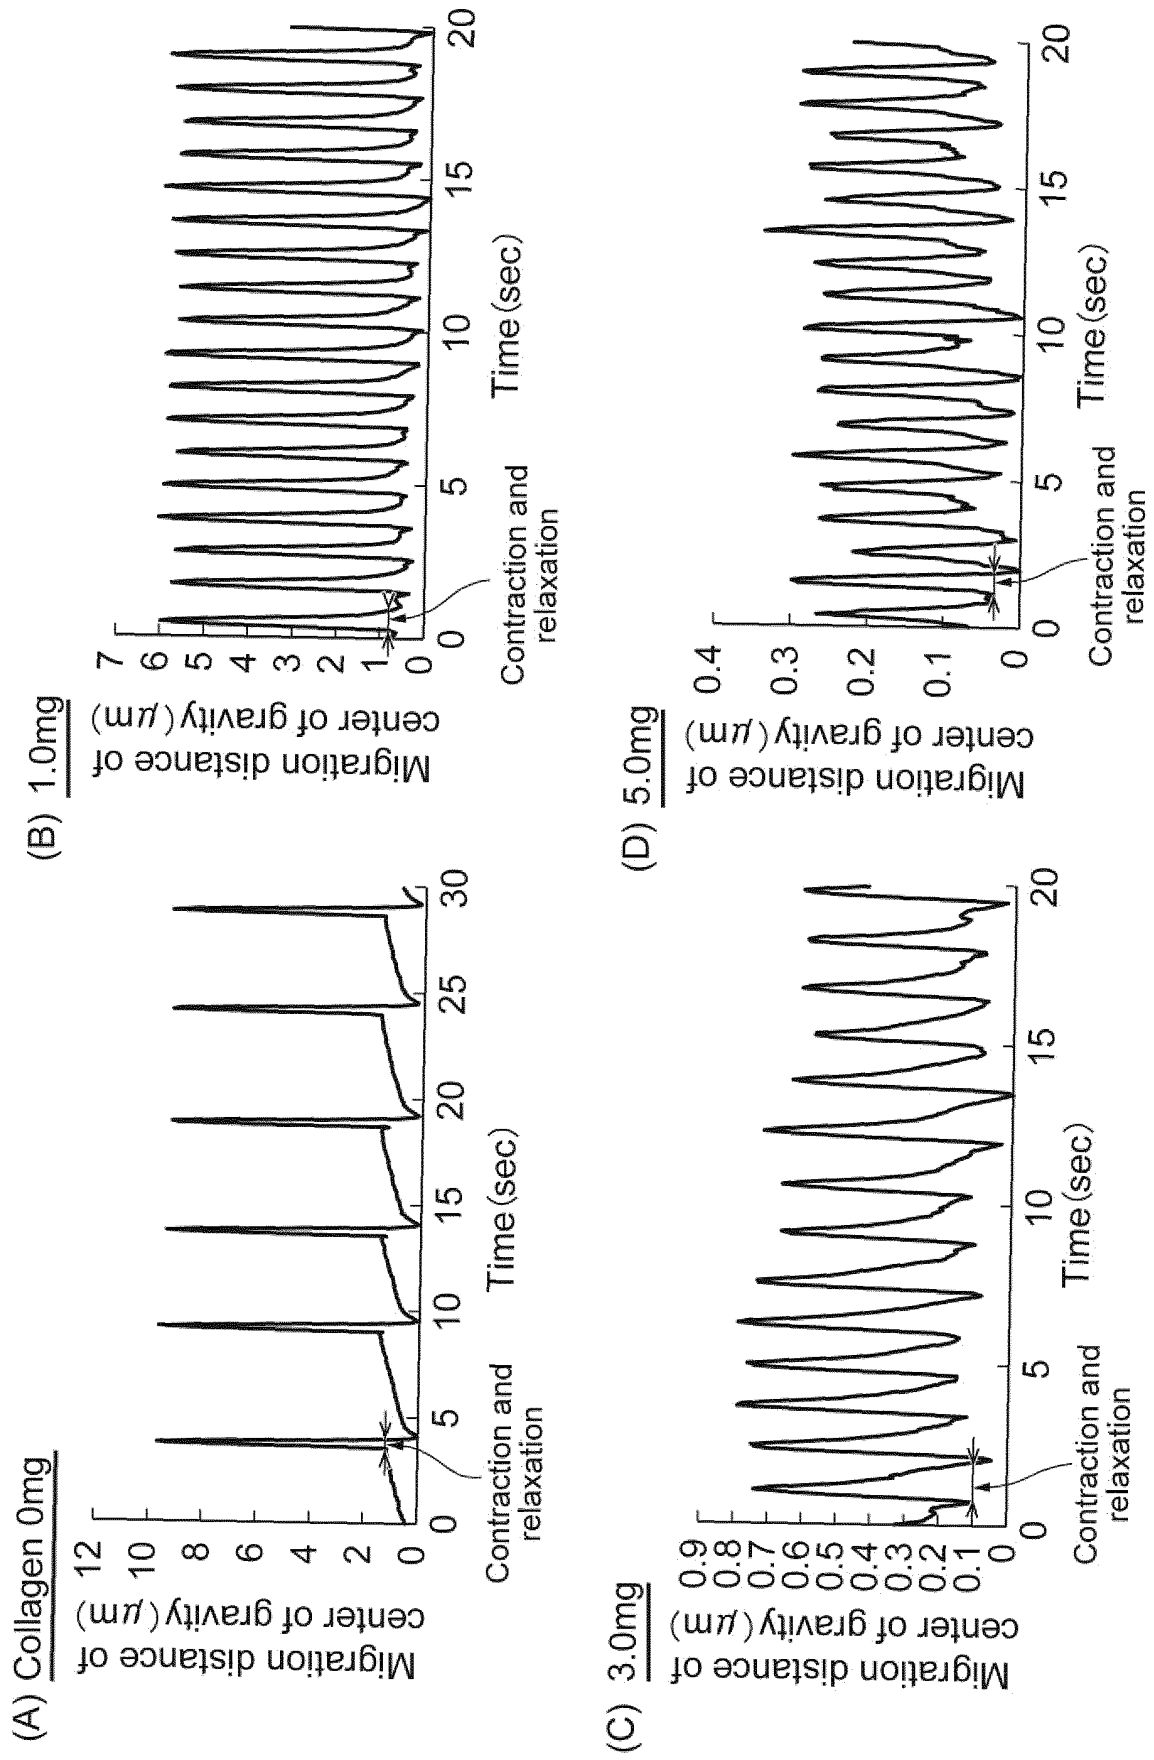 (A) Collagen 0mg
Migration distance of
center of gravity (μm)
12
10
8
6
4
2
0
0
5
10
15
20
25
30
Time (sec)
Contraction and
relaxation
(B) 1.0mg
Migration distance of
center of gravity (μm)
7
6
5
4
3
2
1
0
0
5
10
15
20
Time (sec)
Contraction and
relaxation
(C) 3.0mg
Migration distance of
center of gravity (μm)
0.9
0.8
0.7
0.6
0.5
0.4
0.3
0.2
0.1
0
0
5
10
15
20
Time (sec)
Contraction and
relaxation
(D) 5.0mg
Migration distance of
center of gravity (μm)
0.4
0.3
0.2
0.1
0
0
5
10
15
20
Time (sec)
Contraction and
relaxation